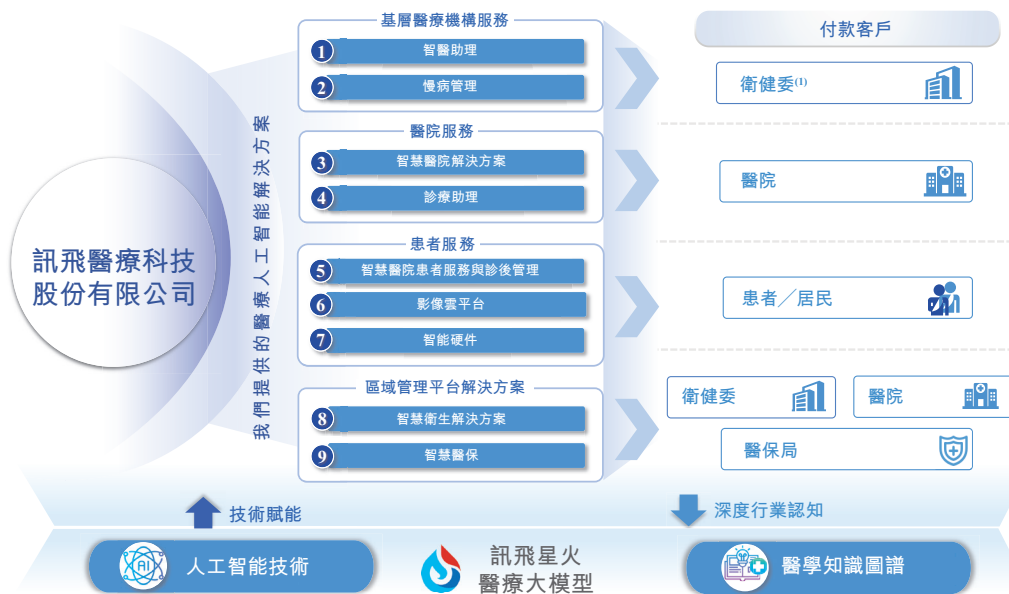 訊飛醫療科技
股份有限公司
我們提供的醫療人工智能解決方案
基層醫療機構服務
1 智醫助理
2 慢病管理
醫院服務
3 智慧醫院解決方案
4 診療助理
患者服務
5 智慧醫院患者服務與診後管理
6 影像雲平台
7 智能硬件
區域管理平台解決方案
8 智慧衛生解決方案
9 智慧醫保
付款客戶
衛健委(1)
醫院
患者／居民
衛健委
醫院
醫保局
技術賦能
深度行業認知
AI
人工智能技術
訊飛星火
醫療大模型
醫學知識圖譜